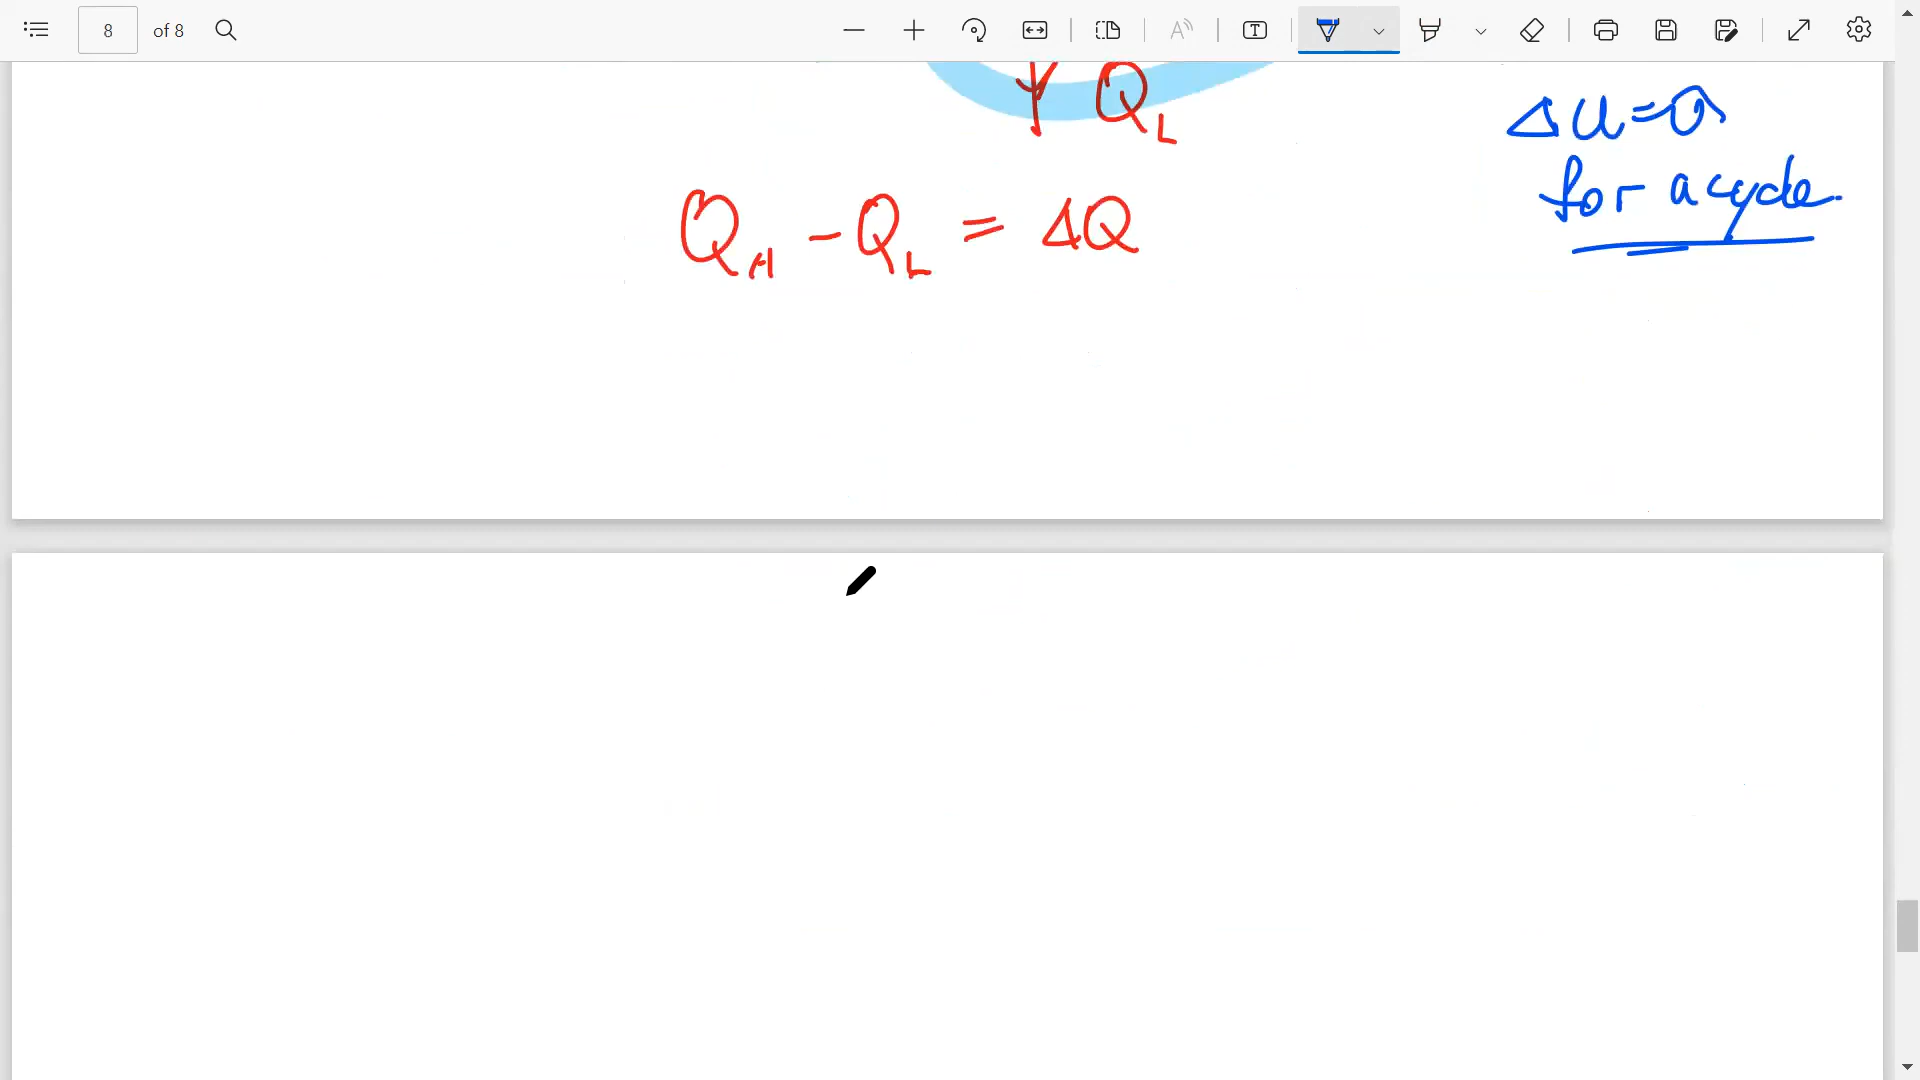 8 of 8
Q_L
ΔU=0
for a cycle.
Q_H - Q_L = ΔQ